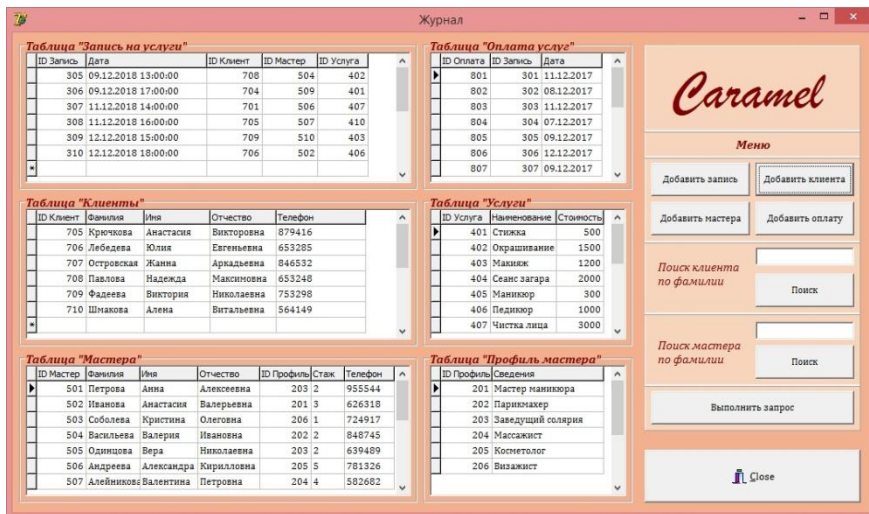 Журнал
Таблица "Запись на услуги"
ID Запись Дата ID Клиент ID Мастер ID Услуга
305 09.12.2018 13:00:00 708 504 402
306 09.12.2018 17:00:00 704 509 401
307 11.12.2018 14:00:00 701 506 407
308 11.12.2018 16:00:00 705 507 410
309 12.12.2018 15:00:00 709 510 403
310 12.12.2018 18:00:00 706 502 406
Таблица "Оплата услуг"
ID Оплата ID Запись Дата
801 301 11.12.2017
802 302 08.12.2017
803 303 11.12.2017
804 304 07.12.2017
805 305 09.12.2017
806 306 12.12.2017
807 307 09.12.2017
Таблица "Клиенты"
ID Клиент Фамилия Имя Отчество Телефон
705 Крючкова Анастасия Викторовна 879416
706 Лебедева Юлия Евгеньевна 653285
707 Островская Жанна Аркадьевна 846532
708 Павлова Надежда Максимовна 653248
709 Фадеева Виктория Николаевна 753298
710 Шмакова Алена Витальевна 564149
Таблица "Услуги"
ID Услуга Наименование Стоимость
401 Стижка 500
402 Окрашивание 1500
403 Макияж 1200
404 Сеанс загара 2000
405 Маникюр 300
406 Педикюр 1000
407 Чистка лица 3000
Таблица "Мастера"
ID Мастер Фамилия Имя Отчество ID Профиль Стаж Телефон
501 Петрова Анна Алексеевна 203 2 955544
502 Иванова Анастасия Валерьевна 201 3 626318
503 Соболева Кристина Олеговна 206 1 724917
504 Васильева Валерия Ивановна 202 2 848745
505 Одинцова Вера Николаевна 203 2 639489
506 Андреева Александра Кирилловна 205 5 781326
507 Алейникова Валентина Петровна 204 4 582682
Таблица "Профиль мастера"
ID Профиль Сведения
201 Мастер маникюра
202 Парикмахер
203 Заведущий солярия
204 Массажист
205 Косметолог
206 Визажист
Caramel
Меню
Добавить запись Добавить клиента
Добавить мастера Добавить оплату
Поиск клиента
по фамилии
Поиск
Поиск мастера
по фамилии
Поиск
Выполнить запрос
Close